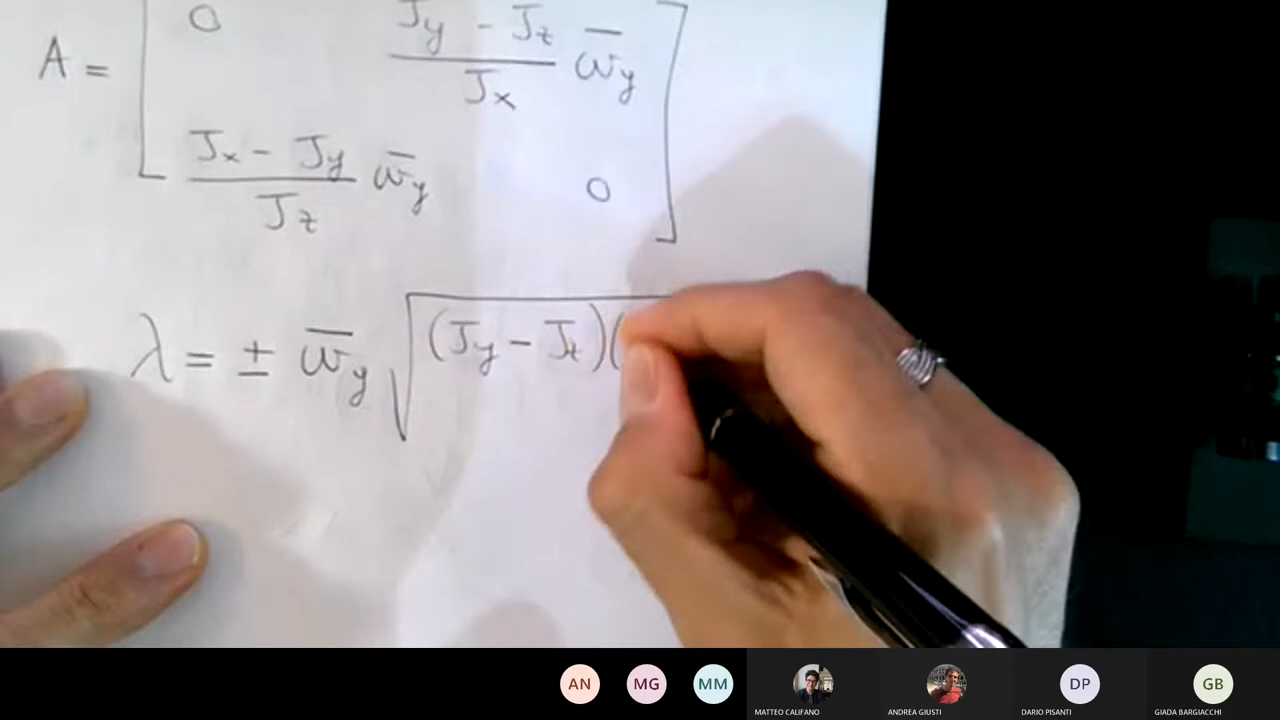 0 Jy - Jz
A = ω̄y
Jx
Jx - Jy ω̄y 0
Jz
λ = ± ω̄y √(Jy - Jz)(
AN MG MM DP GB
MATTEO CALIFANO ANDREA GIUSTI DARIO PISANTI GIADA BARGIACCHI